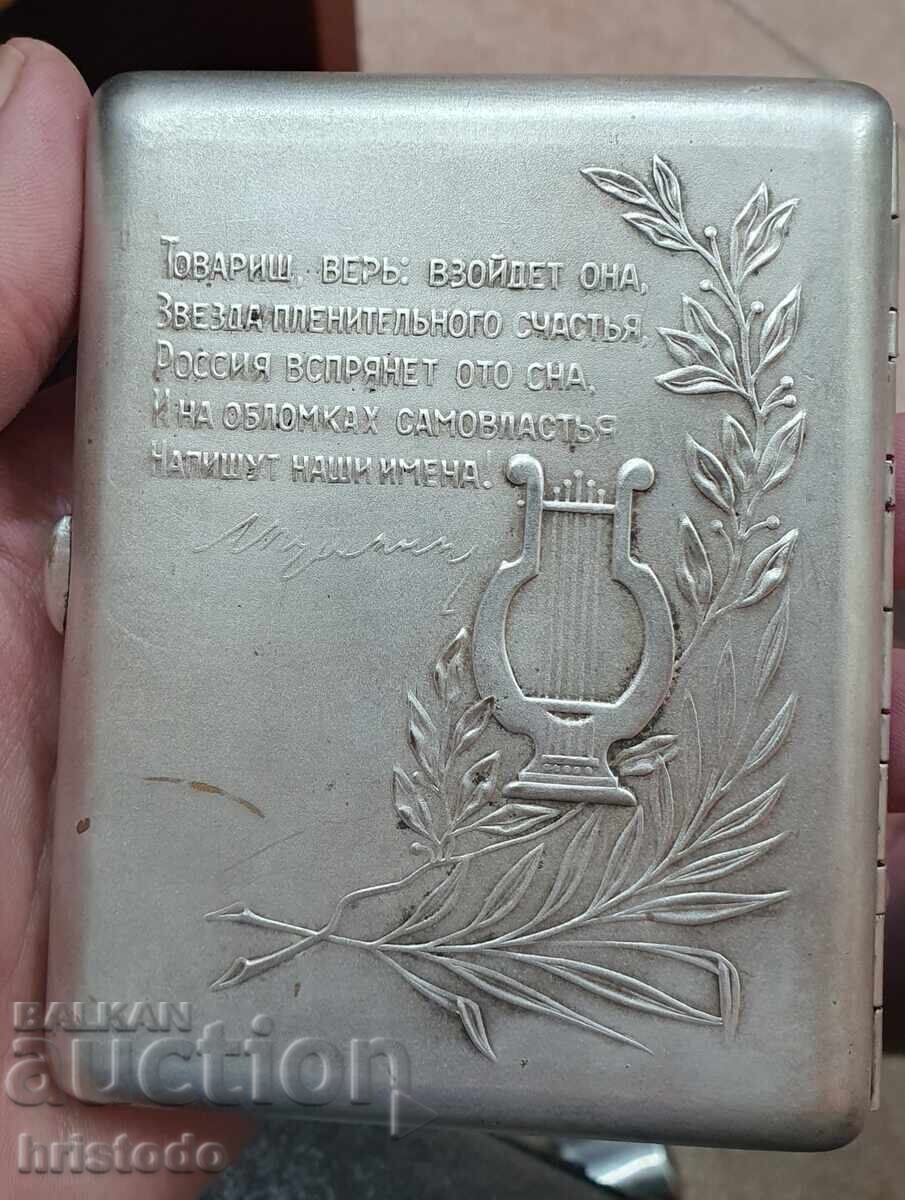 Товарищ, верь: взойдет она,
Звезда пленительного счастья,
Россия вспрянет ото сна,
И на обломках самовластья
Напишут наши имена!
А Пушкин
BALKAN
auction
hristodo